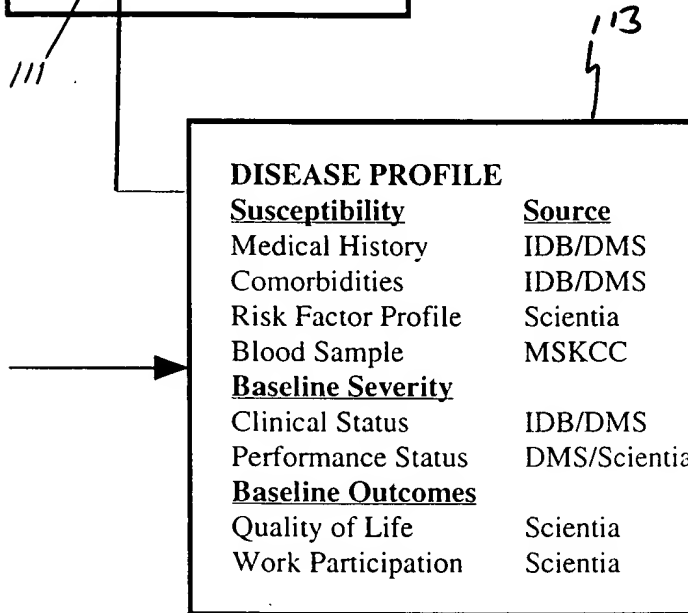 113
111
DISEASE PROFILE
Susceptibility Source
Medical History IDB/DMS
Comorbidities IDB/DMS
Risk Factor Profile Scientia
Blood Sample MSKCC
Baseline Severity
Clinical Status IDB/DMS
Performance Status DMS/Scientia
Baseline Outcomes
Quality of Life Scientia
Work Participation Scientia